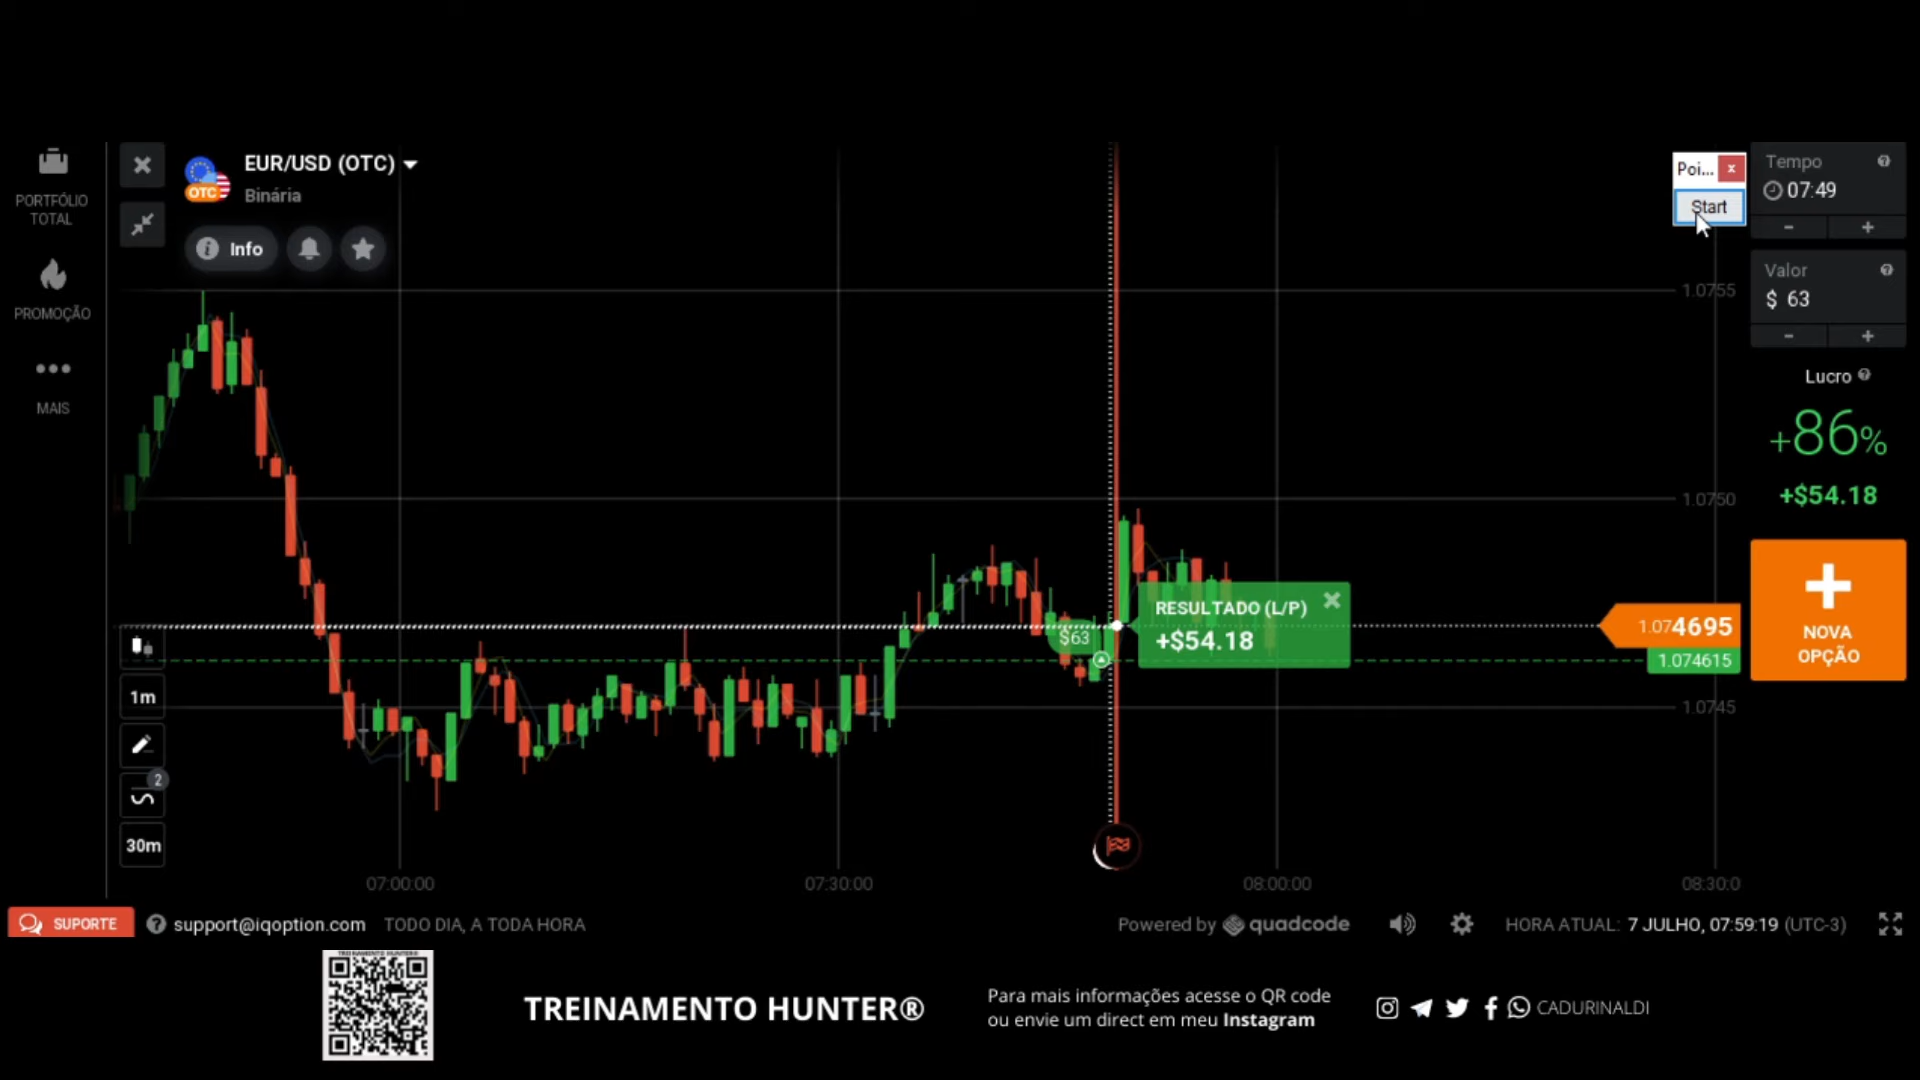 PORTFÓLIO
TOTAL
PROMOÇÃO
MAIS
EUR/USD (OTC)
OTC
Binária
Info
Poi... x
Start
Tempo
07:49
- +
Valor
$ 63
- +
Lucro
+86%
+$54.18
+
NOVA
OPÇÃO
1.0755
1.0750
1.074695
1.074615
1.0745
$63
RESULTADO (L/P)
+$54.18
1m
2
30m
07:00:00
07:30:00
08:00:00
08:30:0
SUPORTE
support@iqoption.com TODO DIA, A TODA HORA
Powered by quadcode
HORA ATUAL: 7 JULHO, 07:59:19 (UTC-3)
TREINAMENTO HUNTER®
TREINAMENTO HUNTER®
Para mais informações acesse o QR code
ou envie um direct em meu Instagram
CADURINALDI